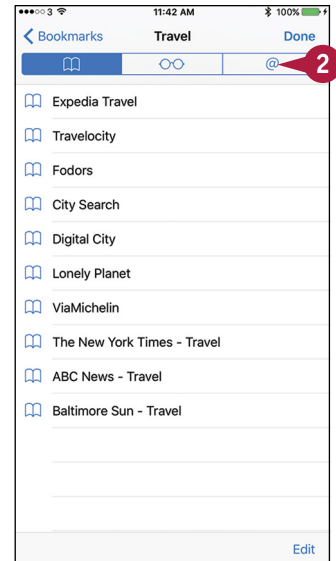 3 11:42 AM 100%
Bookmarks Travel Done
@ 2
Expedia Travel
Travelocity
Fodors
City Search
Digital City
Lonely Planet
ViaMichelin
The New York Times - Travel
ABC News - Travel
Baltimore Sun - Travel
Edit